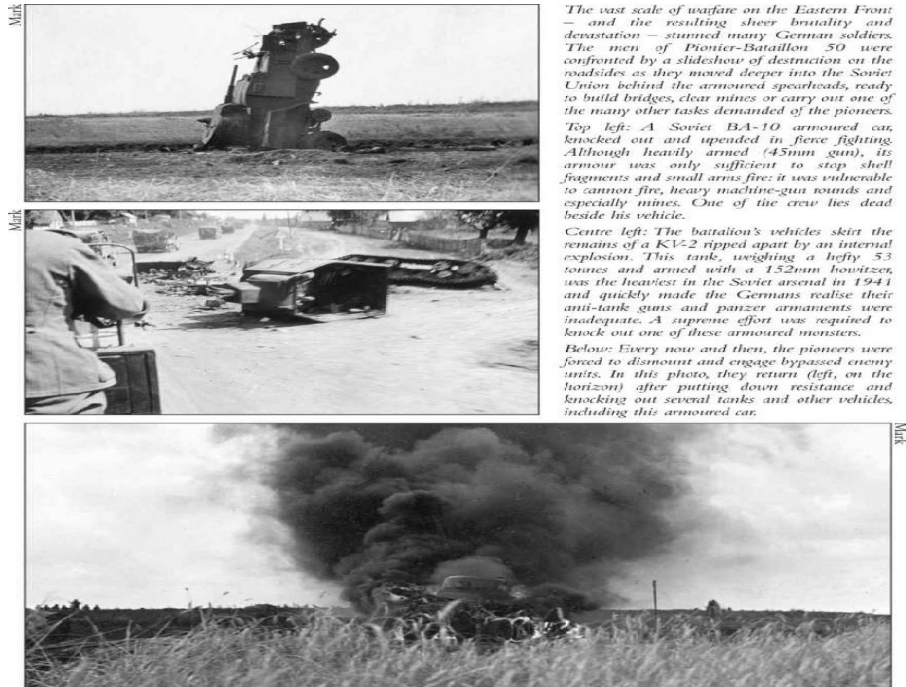 Mark
Mark
The vast scale of warfare on the Eastern Front
– and the resulting sheer brutality and
devastation – stunned many German soldiers.
The men of Pionier-Bataillon 50 were
confronted by a slideshow of destruction on the
roadsides as they moved deeper into the Soviet
Union behind the armoured spearheads, ready
to build bridges, clear mines or carry out one of
the many other tasks demanded of the pioneers.
Top left: A Soviet BA-10 armoured car,
knocked out and upended in fierce fighting.
Although heavily armed (45mm gun), its
armour was only sufficient to stop shell
fragments and small arms fire: it was vulnerable
to cannon fire, heavy machine-gun rounds and
especially mines. One of the crew lies dead
beside his vehicle.
Centre left: The battalion's vehicles skirt the
remains of a KV-2 ripped apart by an internal
explosion. This tank, weighing a hefty 53
tonnes and armed with a 152mm howitzer,
was the heaviest in the Soviet arsenal in 1941
and quickly made the Germans realise their
anti-tank guns and panzer armaments were
inadequate. A supreme effort was required to
knock out one of these armoured monsters.
Below: Every now and then, the pioneers were
forced to dismount and engage bypassed enemy
units. In this photo, they return (left, on the
horizon) after putting down resistance and
knocking out several tanks and other vehicles,
including this armoured car.
Mark